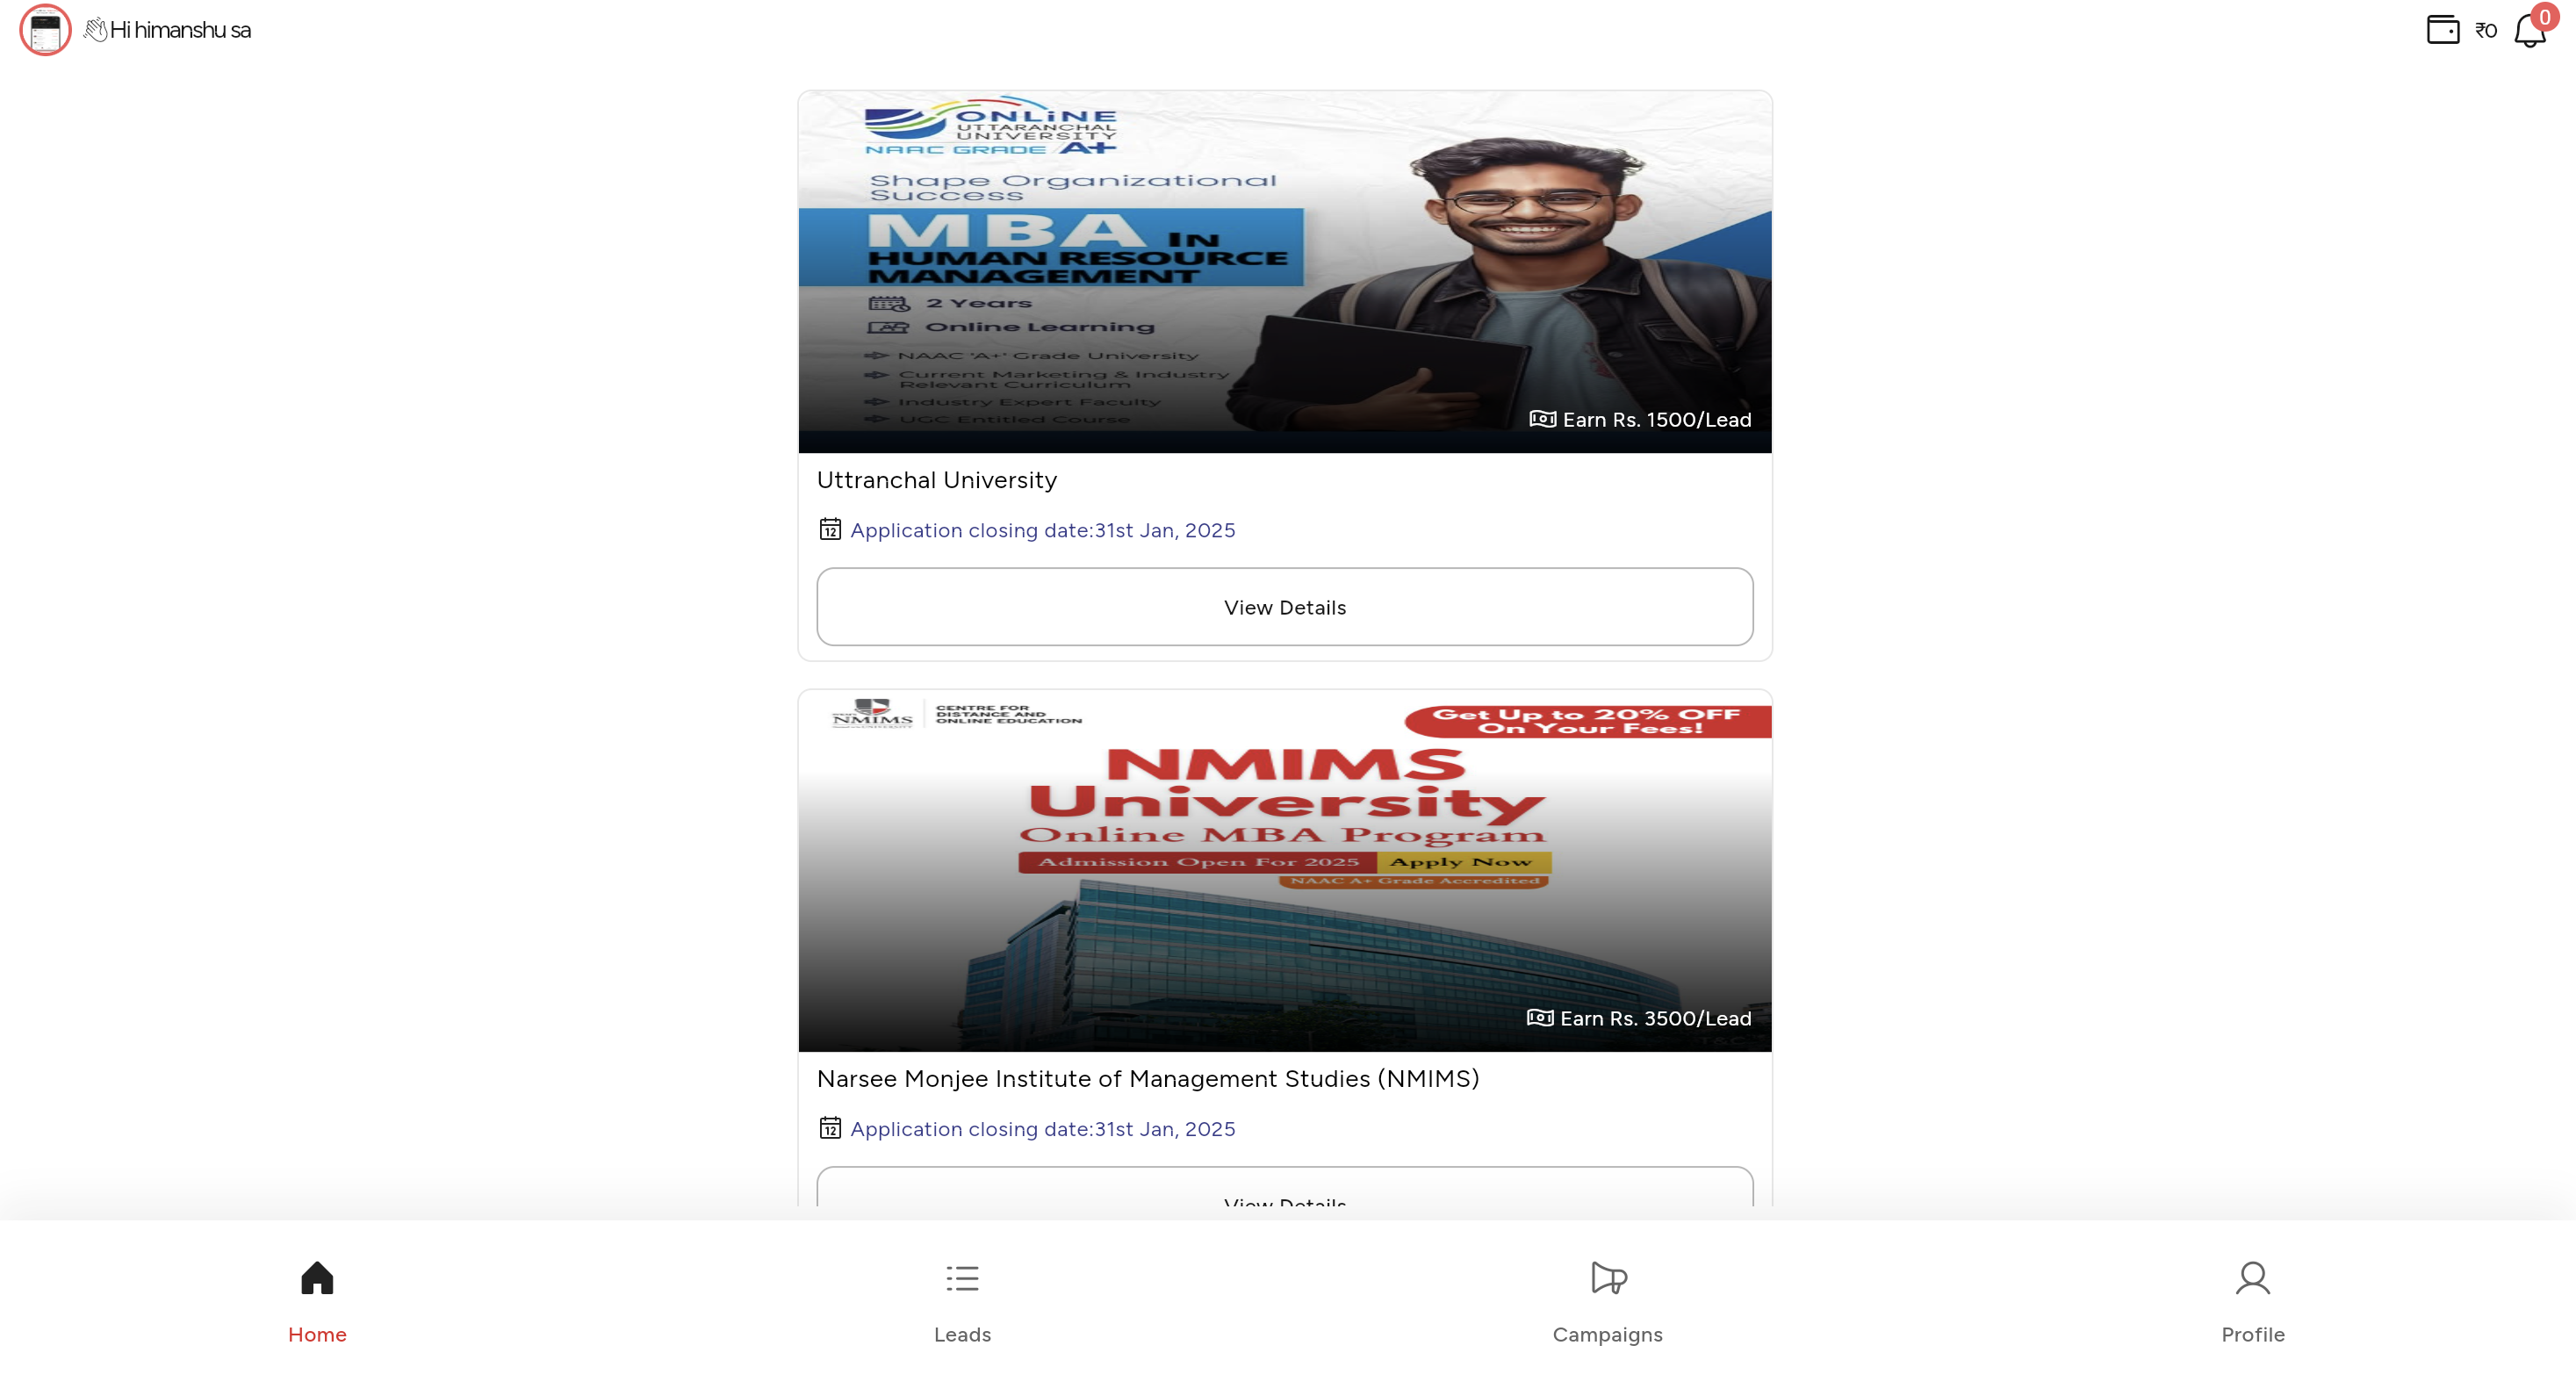 Hi himanshu sa
₹0
0
ONLINE
UTTARANCHAL
UNIVERSITY
NAAC GRADE A+
Shape Organizational
Success
MBA IN
HUMAN RESOURCE
MANAGEMENT
2 Years
Online Learning
NAAC 'A+' Grade University
Current Marketing & Industry
Relevant Curriculum
Industry Expert Faculty
UGC Entitled Course
Earn Rs. 1500/Lead
Uttranchal University
12
Application closing date:31st Jan, 2025
View Details
NMIMS
CENTRE FOR
DISTANCE AND
ONLINE EDUCATION
Get Up to 20% OFF
On Your Fees!
NMIMS
University
Online MBA Program
Admission Open For 2025 Apply Now
NAAC A+ Grade Accredited
T&C
Earn Rs. 3500/Lead
Narsee Monjee Institute of Management Studies (NMIMS)
12
Application closing date:31st Jan, 2025
View Details
Home
Leads
Campaigns
Profile